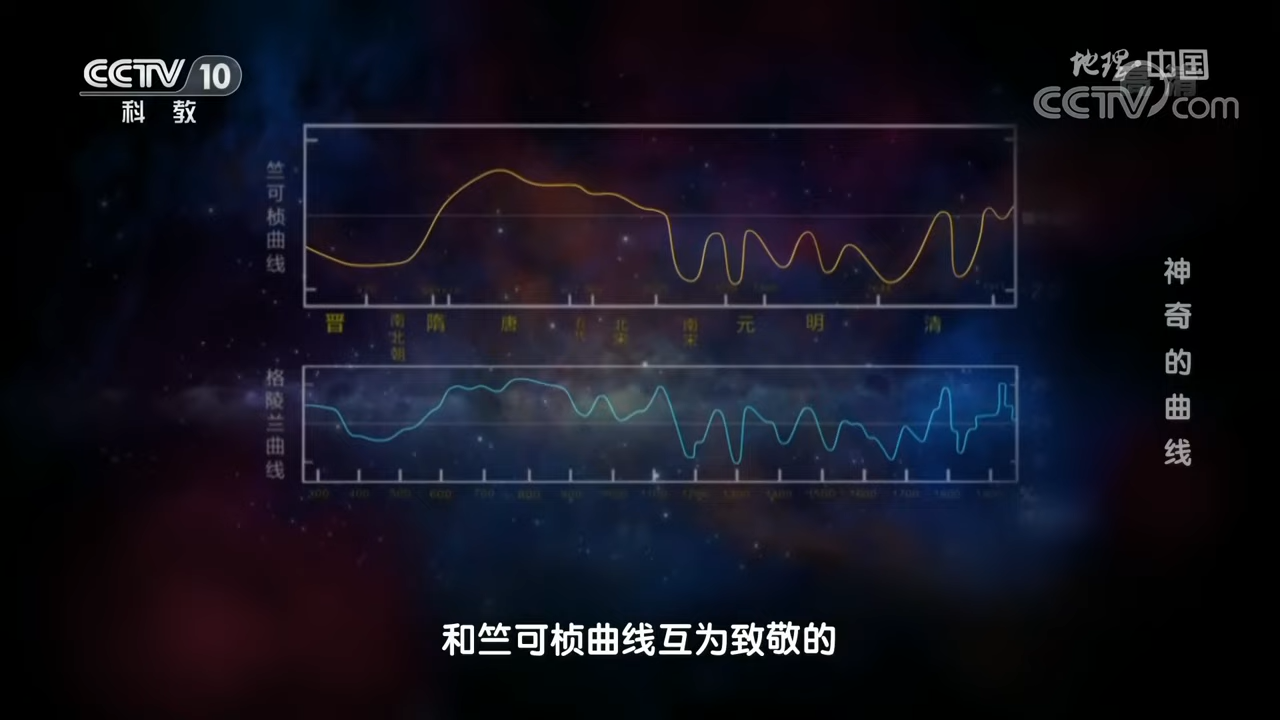 CCTV 10
科教
地理·中国
高清
CCTV.com
竺可桢曲线
晋
南北朝
隋
唐
五代
北宋
南宋
元
明
清
格陵兰曲线
300 400 500 600 700 800 900 1000 1100 1200 1300 1400 1500 1600 1700 1800 1900
神奇的曲线
和竺可桢曲线互为致敬的